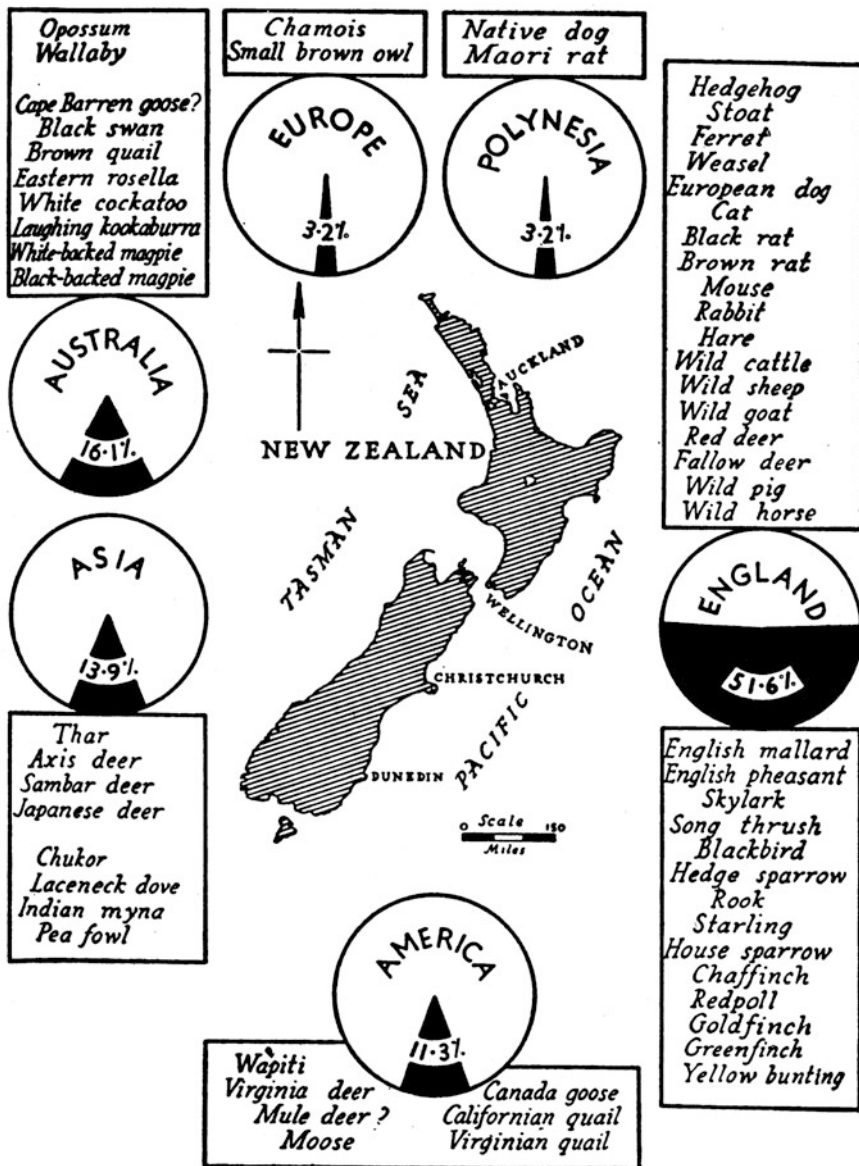 Opossum
Wallaby
Cape Barren goose?
Black swan
Brown quail
Eastern rosella
White cockatoo
Laughing kookaburra
White-backed magpie
Black-backed magpie
AUSTRALIA
16·1%
Chamois
Small brown owl
EUROPE
3·2%
Native dog
Maori rat
POLYNESIA
3·2%
Hedgehog
Stoat
Ferret
Weasel
European dog
Cat
Black rat
Brown rat
Mouse
Rabbit
Hare
Wild cattle
Wild sheep
Wild goat
Red deer
Fallow deer
Wild pig
Wild horse
ENGLAND
51·6%
English mallard
English pheasant
Skylark
Song thrush
Blackbird
Hedge sparrow
Rook
Starling
House sparrow
Chaffinch
Redpoll
Goldfinch
Greenfinch
Yellow bunting
ASIA
13·9%
Thar
Axis deer
Sambar deer
Japanese deer
Chukor
Laceneck dove
Indian myna
Pea fowl
NEW ZEALAND
AUCKLAND
TASMAN SEA
WELLINGTON
CHRISTCHURCH
DUNEDIN
PACIFIC OCEAN
Scale
0 150
Miles
AMERICA
11·3%
Wapiti
Virginia deer
Mule deer?
Moose
Canada goose
Californian quail
Virginian quail